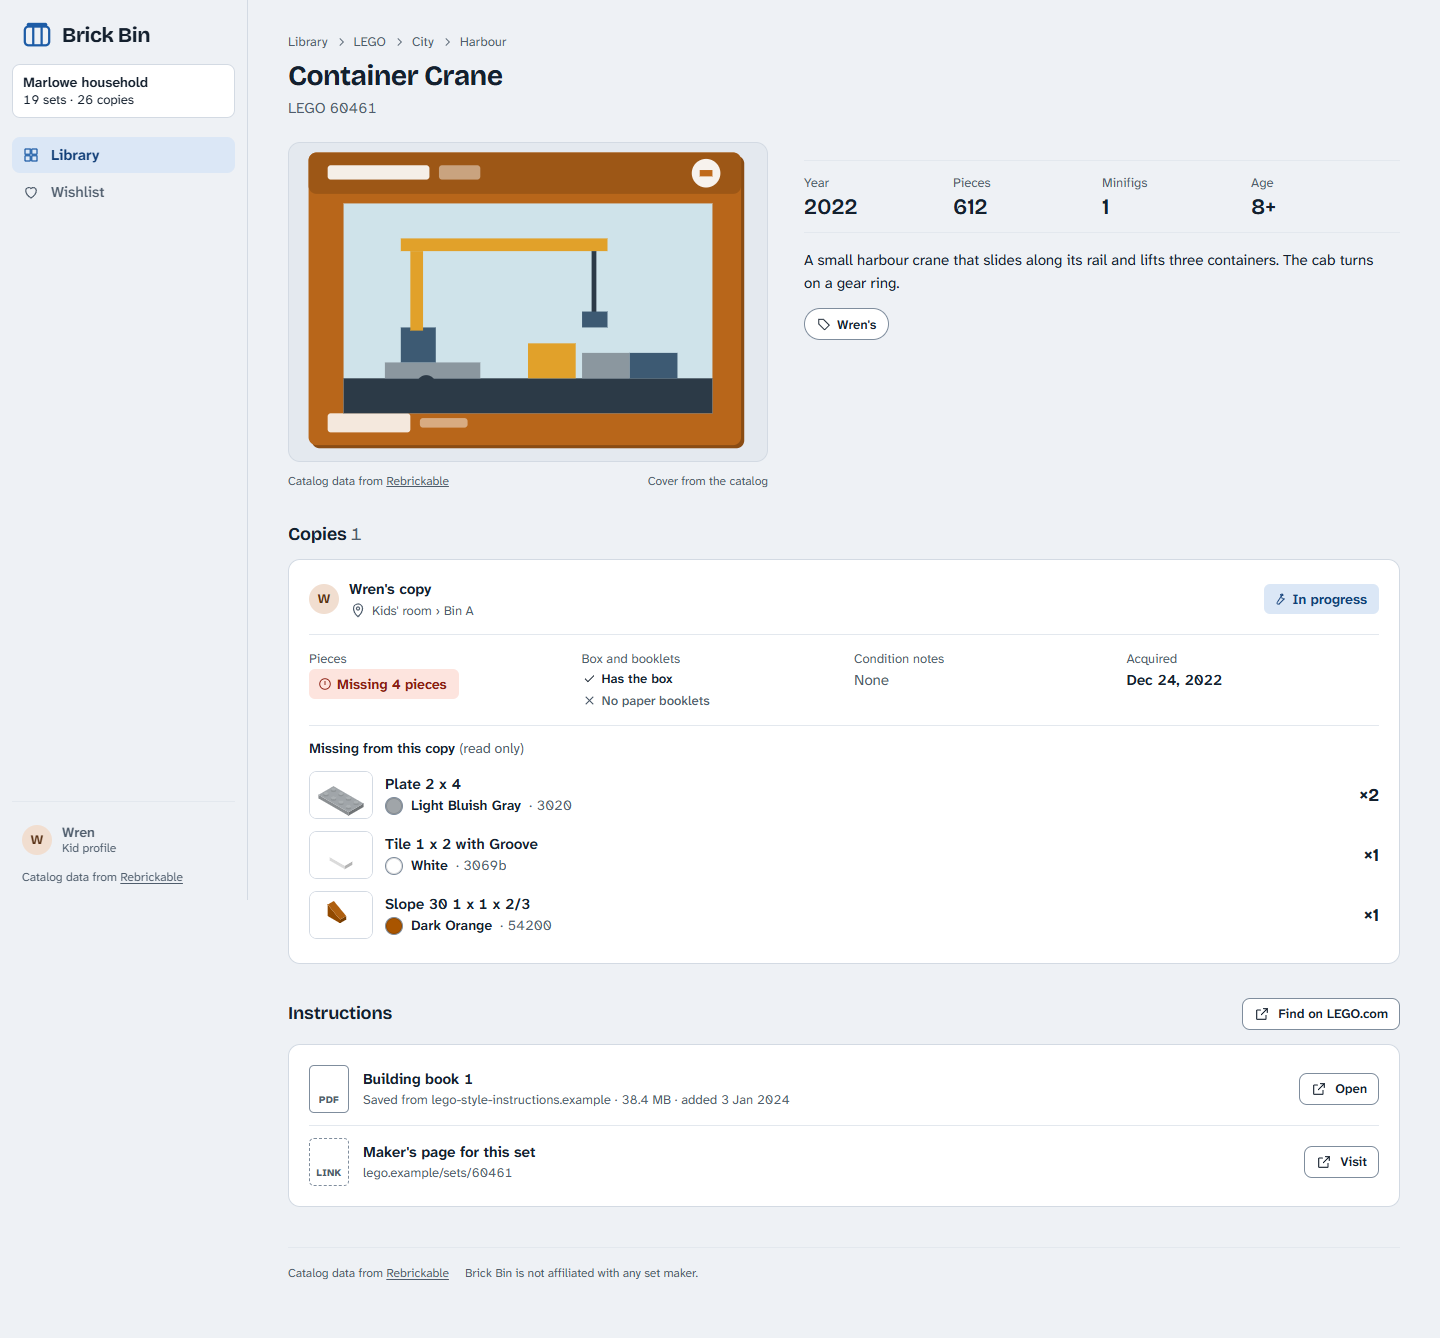 Brick Bin
Marlowe household
19 sets · 26 copies
Library
Wishlist
Wren
W
Kid profile
Catalog data from Rebrickable
Library > LEGO > City > Harbour
Container Crane
LEGO 60461
Year
2022
Pieces
612
Minifigs
1
Age
8+
A small harbour crane that slides along its rail and lifts three containers. The cab turns
on a gear ring.
Wren's
Catalog data from Rebrickable
Cover from the catalog
Copies 1
W
Wren's copy
Kids' room › Bin A
In progress
Pieces
Missing 4 pieces
Box and booklets
Has the box
No paper booklets
Condition notes
None
Acquired
Dec 24, 2022
Missing from this copy (read only)
Plate 2 x 4
Light Bluish Gray · 3020
×2
Tile 1 x 2 with Groove
White · 3069b
×1
Slope 30 1 x 1 x 2/3
Dark Orange · 54200
×1
Instructions
Find on LEGO.com
PDF
Building book 1
Saved from lego-style-instructions.example · 38.4 MB · added 3 Jan 2024
Open
LINK
Maker's page for this set
lego.example/sets/60461
Visit
Catalog data from Rebrickable
Brick Bin is not affiliated with any set maker.